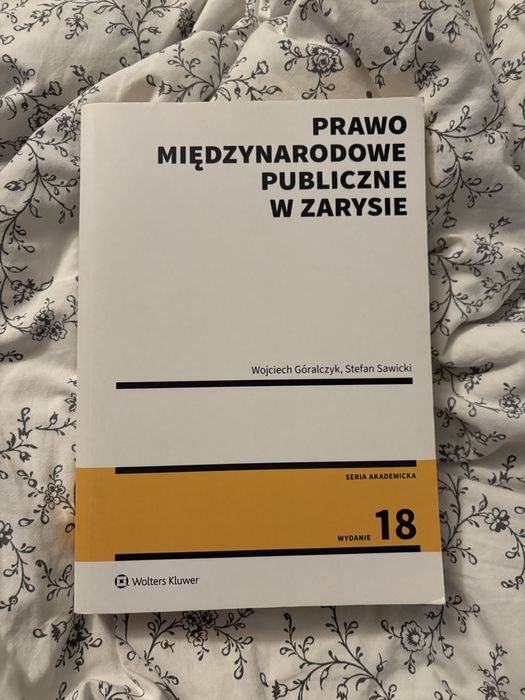 PRAWO
MIĘDZYNARODOWE
PUBLICZNE
W ZARYSIE
Wojciech Góralczyk, Stefan Sawicki
SERIA AKADEMICKA
WYDANIE 18
Wolters Kluwer